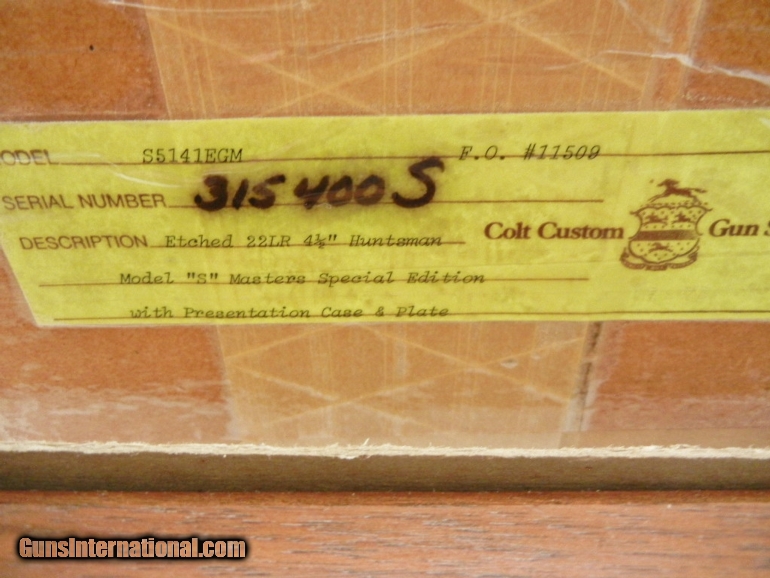 ODEL S5141EGM F.O. #11509
SERIAL NUMBER 315400S
DESCRIPTION Etched 22LR 4½" Huntsman
Colt Custom Gun S
Model "S" Masters Special Edition
with Presentation Case & Plate
GunsInternational.com